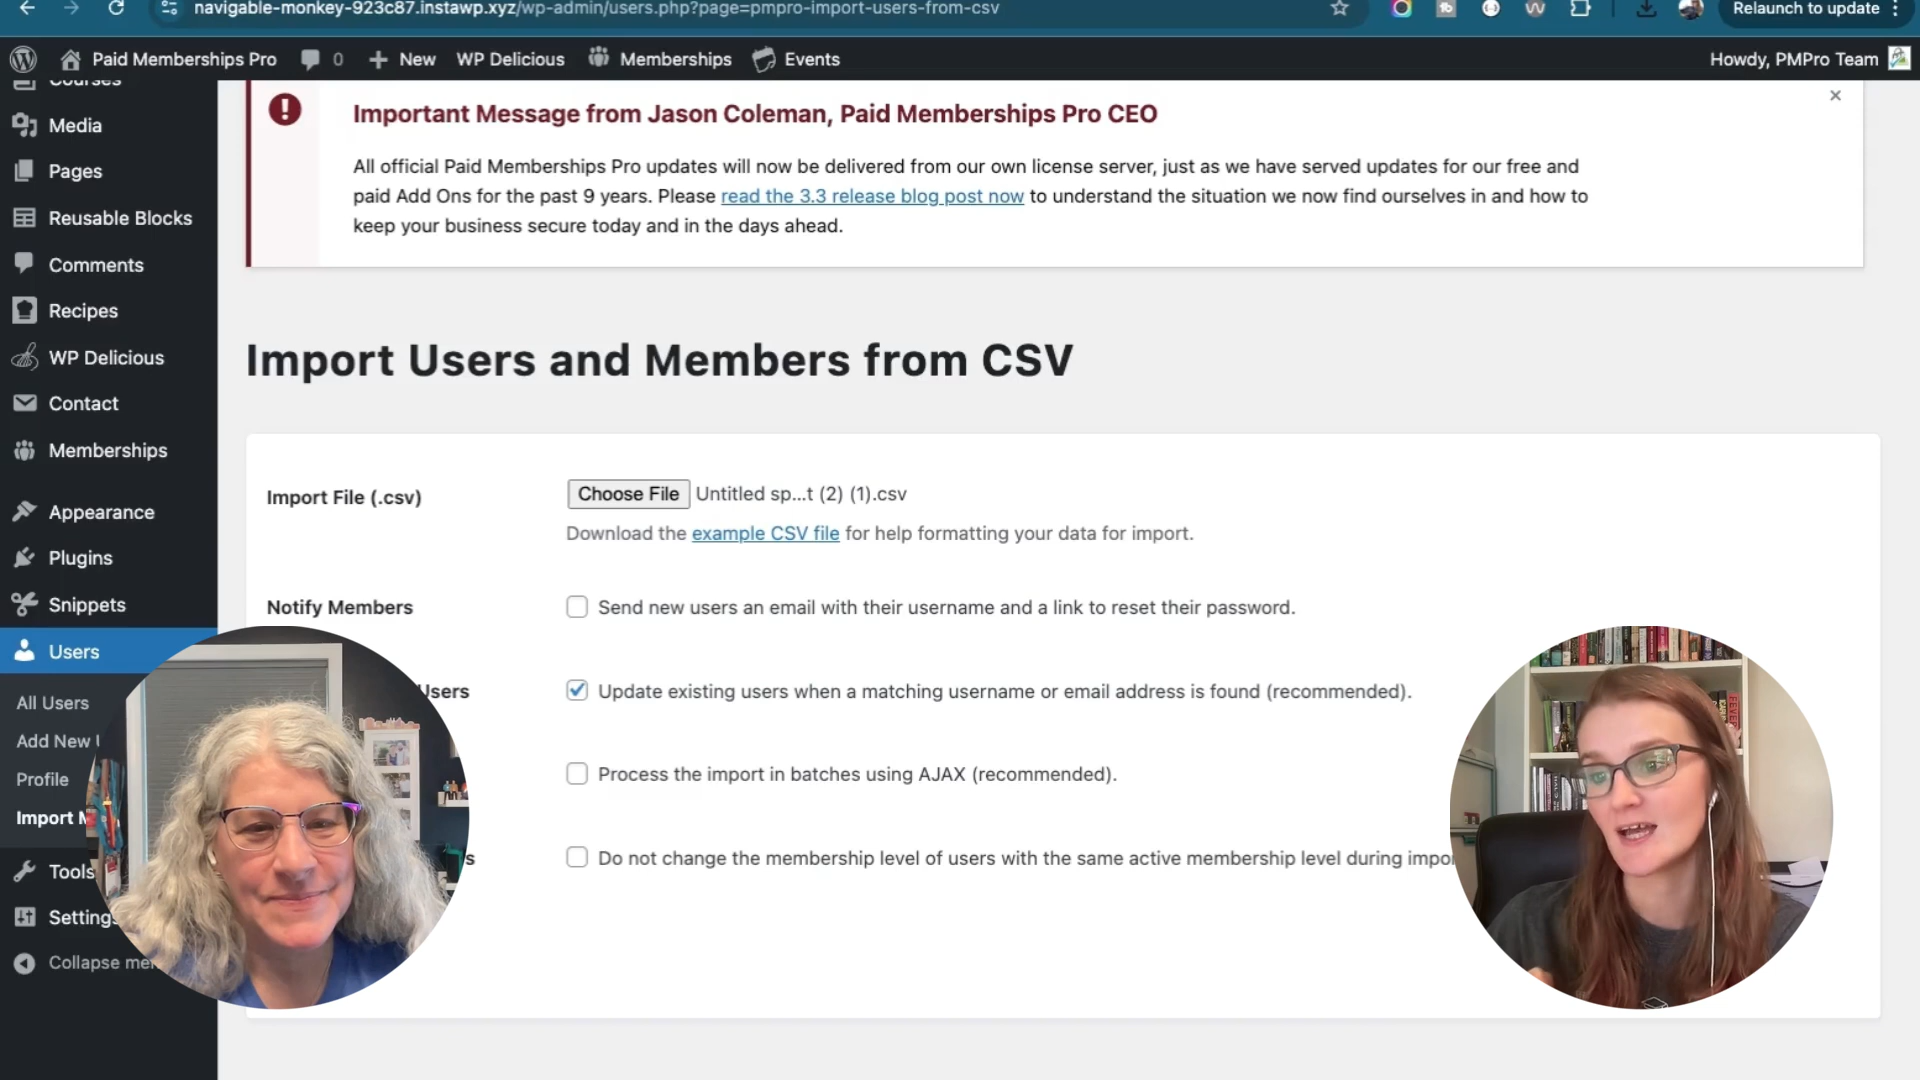 navigable-monkey-923c87.instawp.xyz/wp-admin/users.php?page=pmpro-import-users-from-csv
Relaunch to update
Paid Memberships Pro
0
New
WP Delicious
Memberships
Events
Howdy, PMPro Team
Courses
Media
Pages
Reusable Blocks
Comments
Recipes
WP Delicious
Contact
Memberships
Appearance
Plugins
Snippets
Users
All Users
Add New
Profile
Import
Tools
Settings
Collapse
Important Message from Jason Coleman, Paid Memberships Pro CEO
All official Paid Memberships Pro updates will now be delivered from our own license server, just as we have served updates for our free and
paid Add Ons for the past 9 years. Please read the 3.3 release blog post now to understand the situation we now find ourselves in and how to
keep your business secure today and in the days ahead.
Import Users and Members from CSV
Import File (.csv)
Choose File Untitled sp...t (2) (1).csv
Download the example CSV file for help formatting your data for import.
Notify Members
Send new users an email with their username and a link to reset their password.
Users
Update existing users when a matching username or email address is found (recommended).
Process the import in batches using AJAX (recommended).
Do not change the membership level of users with the same active membership level during